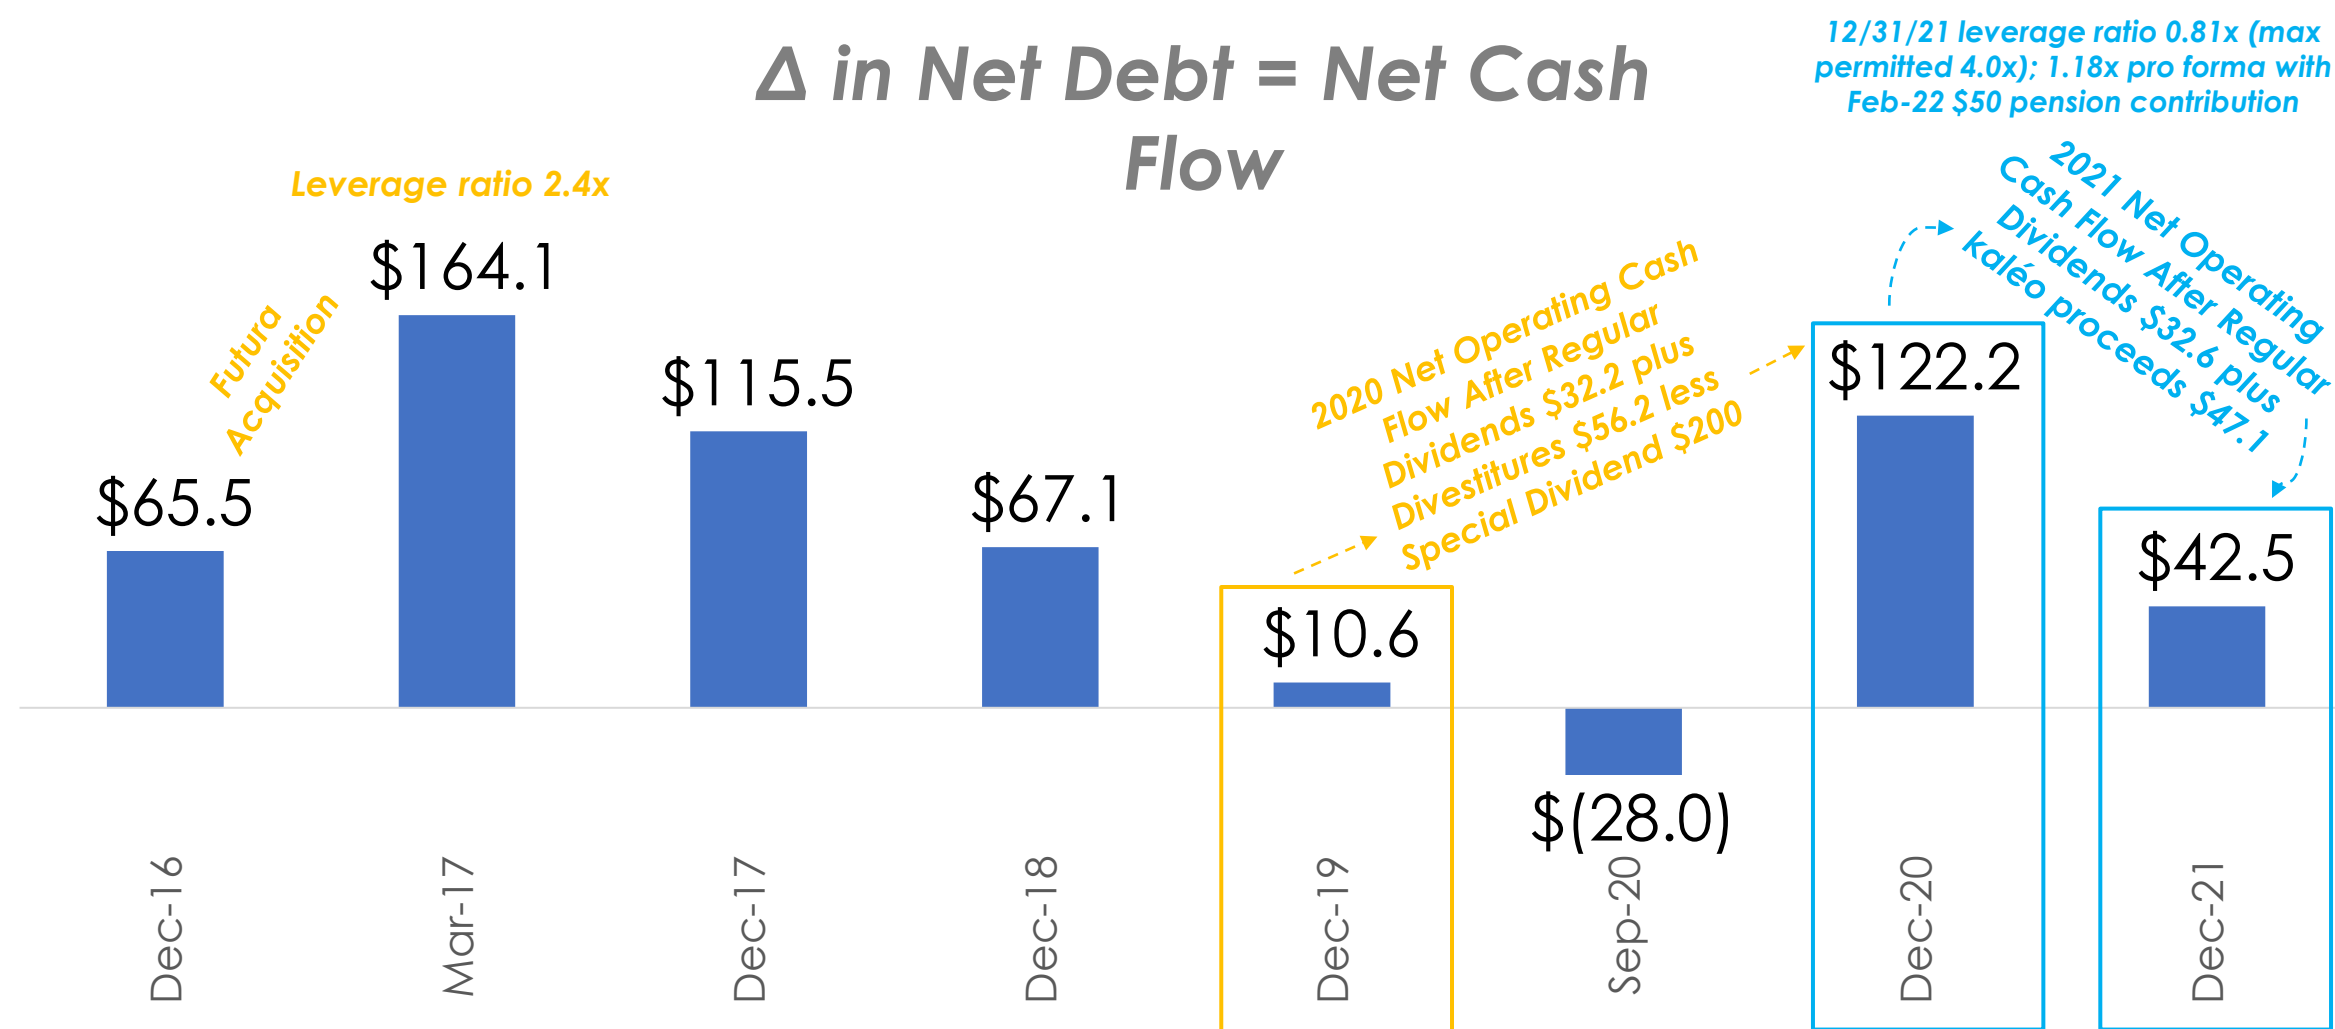 12/31/21 leverage ratio 0.81x (max
permitted 4.0x); 1.18x pro forma with
Feb-22 $50 pension contribution
Δ in Net Debt = Net Cash
Flow
Leverage ratio 2.4x
Futura
Acquisition
2020 Net Operating Cash
Flow After Regular
Dividends $32.2 plus
Divestitures $56.2 less
Special Dividend $200
2021 Net Operating
Cash Flow After Regular
Dividends $32.6 plus
kaléo proceeds $47.1
$65.5
$164.1
$115.5
$67.1
$10.6
$(28.0)
$122.2
$42.5
Dec-16
Mar-17
Dec-17
Dec-18
Dec-19
Sep-20
Dec-20
Dec-21